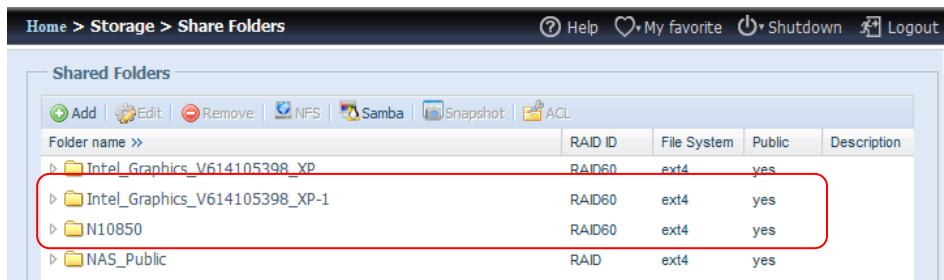 Home > Storage > Share Folders Help My favorite Shutdown Logout
Shared Folders
Add Edit Remove NFS Samba Snapshot ACL
Folder name >> RAID ID File System Public Description
Intel_Graphics_V614105398_XP RAID60 ext4 yes
Intel_Graphics_V614105398_XP-1 RAID60 ext4 yes
N10850 RAID60 ext4 yes
NAS_Public RAID ext4 yes